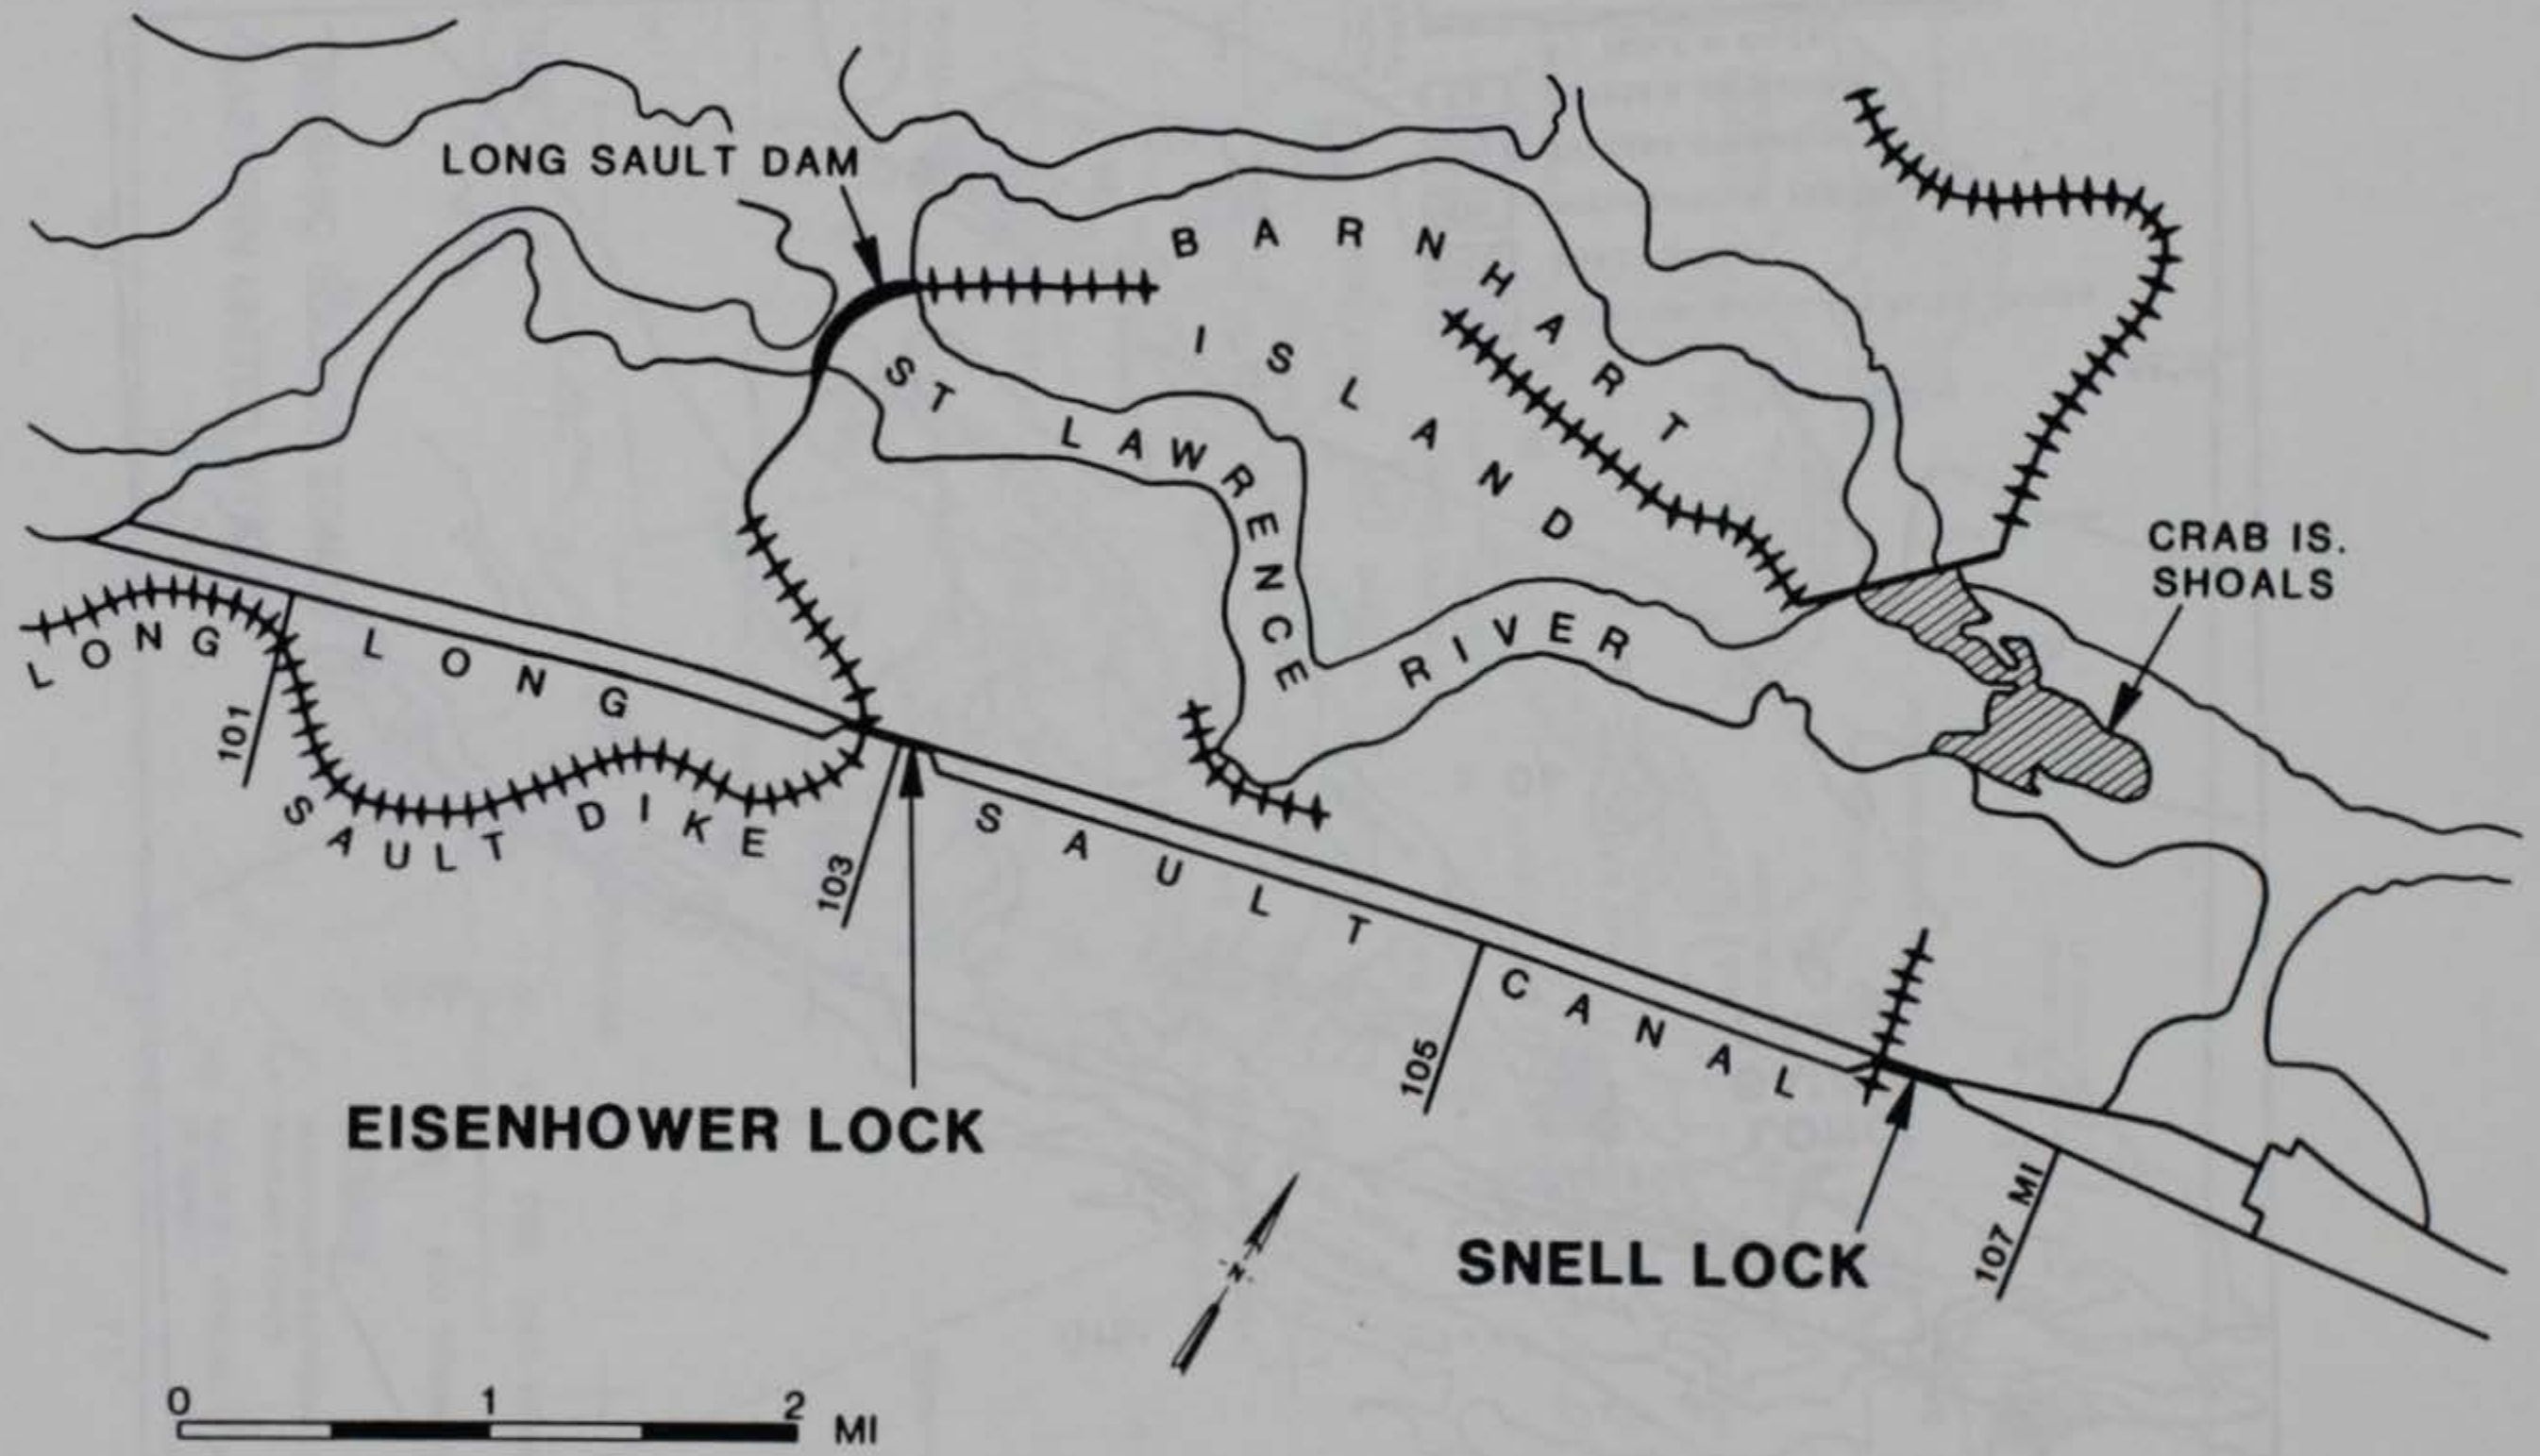 LONG SAULT DAM
BARNHART
ISLAND
ST LAWRENCE RIVER
CRAB IS.
SHOALS
LONG SAULT DIKE
LONG SAULT CANAL
101
103
105
107 MI
EISENHOWER LOCK
SNELL LOCK
N
0 1 2 MI